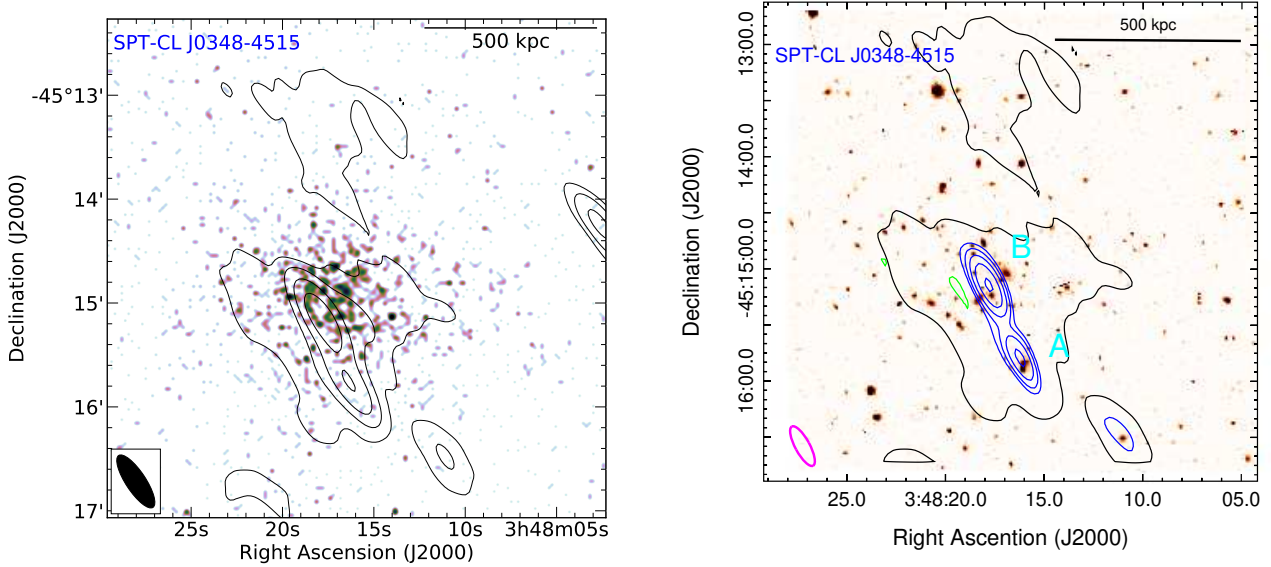 SPT-CL J0348-4515
500 kpc
-45°13'
14'
15'
16'
17'
Declination (J2000)
25s
20s
15s
10s
3h48m05s
Right Ascension (J2000)
SPT-CL J0348-4515
500 kpc
13:00.0
14:00.0
-45:15:00.0
16:00.0
Declination (J2000)
B
A
25.0
3:48:20.0
15.0
10.0
05.0
Right Ascention (J2000)